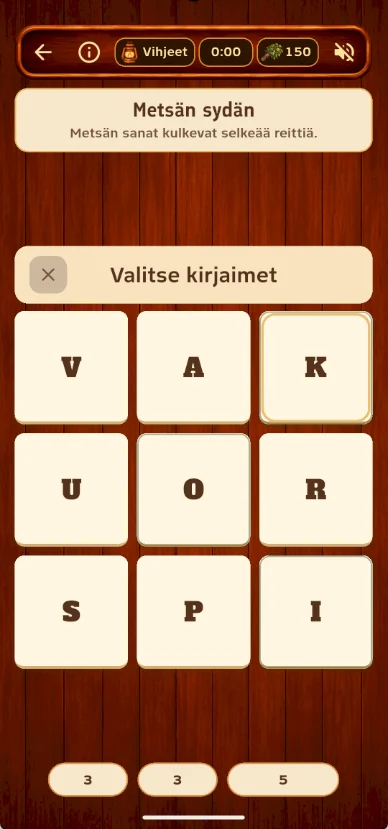 Vihjeet 0:00 150
Metsän sydän
Metsän sanat kulkevat selkeää reittiä.
Valitse kirjaimet
V A K
U O R
S P I
3 3 5